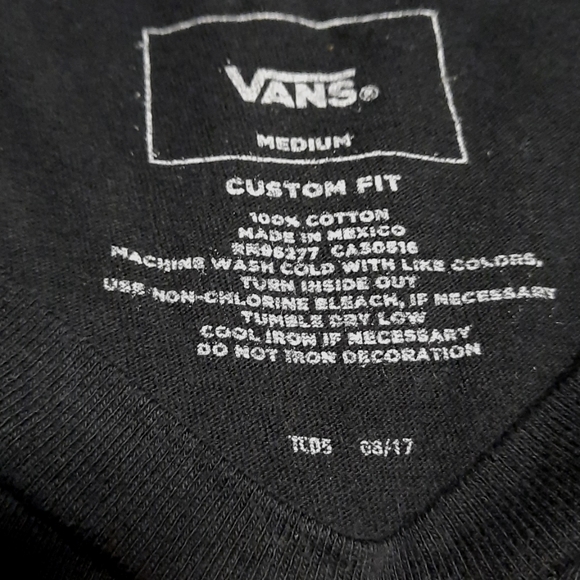 VANS®
MEDIUM
CUSTOM FIT
100% COTTON
MADE IN MEXICO
RN96277 CA30516
MACHINE WASH COLD WITH LIKE COLORS,
TURN INSIDE OUT
USE NON-CHLORINE BLEACH, IF NECESSARY
TUMBLE DRY LOW
COOL IRON IF NECESSARY
DO NOT IRON DECORATION
08/17